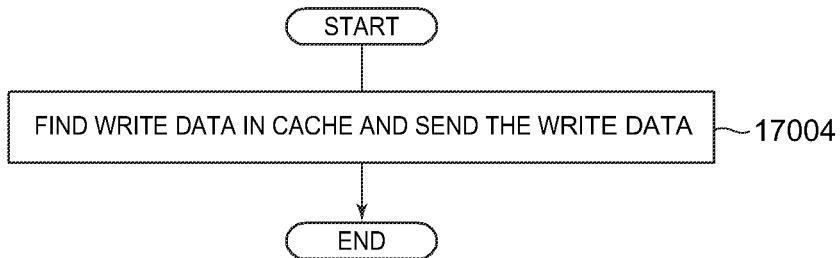 START
FIND WRITE DATA IN CACHE AND SEND THE WRITE DATA
17004
END